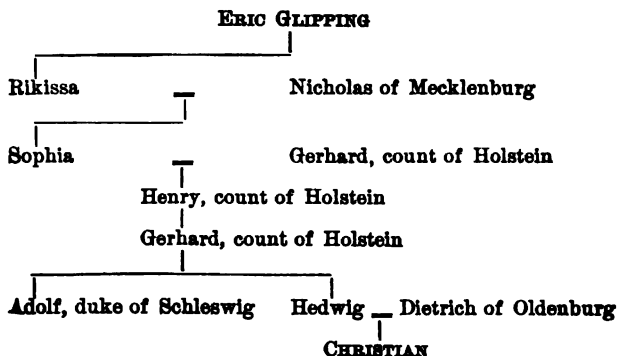 ERIC GLIPPING
Rikissa Nicholas of Mecklenburg
Sophia Gerhard, count of Holstein
Henry, count of Holstein
Gerhard, count of Holstein
Adolf, duke of Schleswig Hedwig Dietrich of Oldenburg
CHRISTIAN